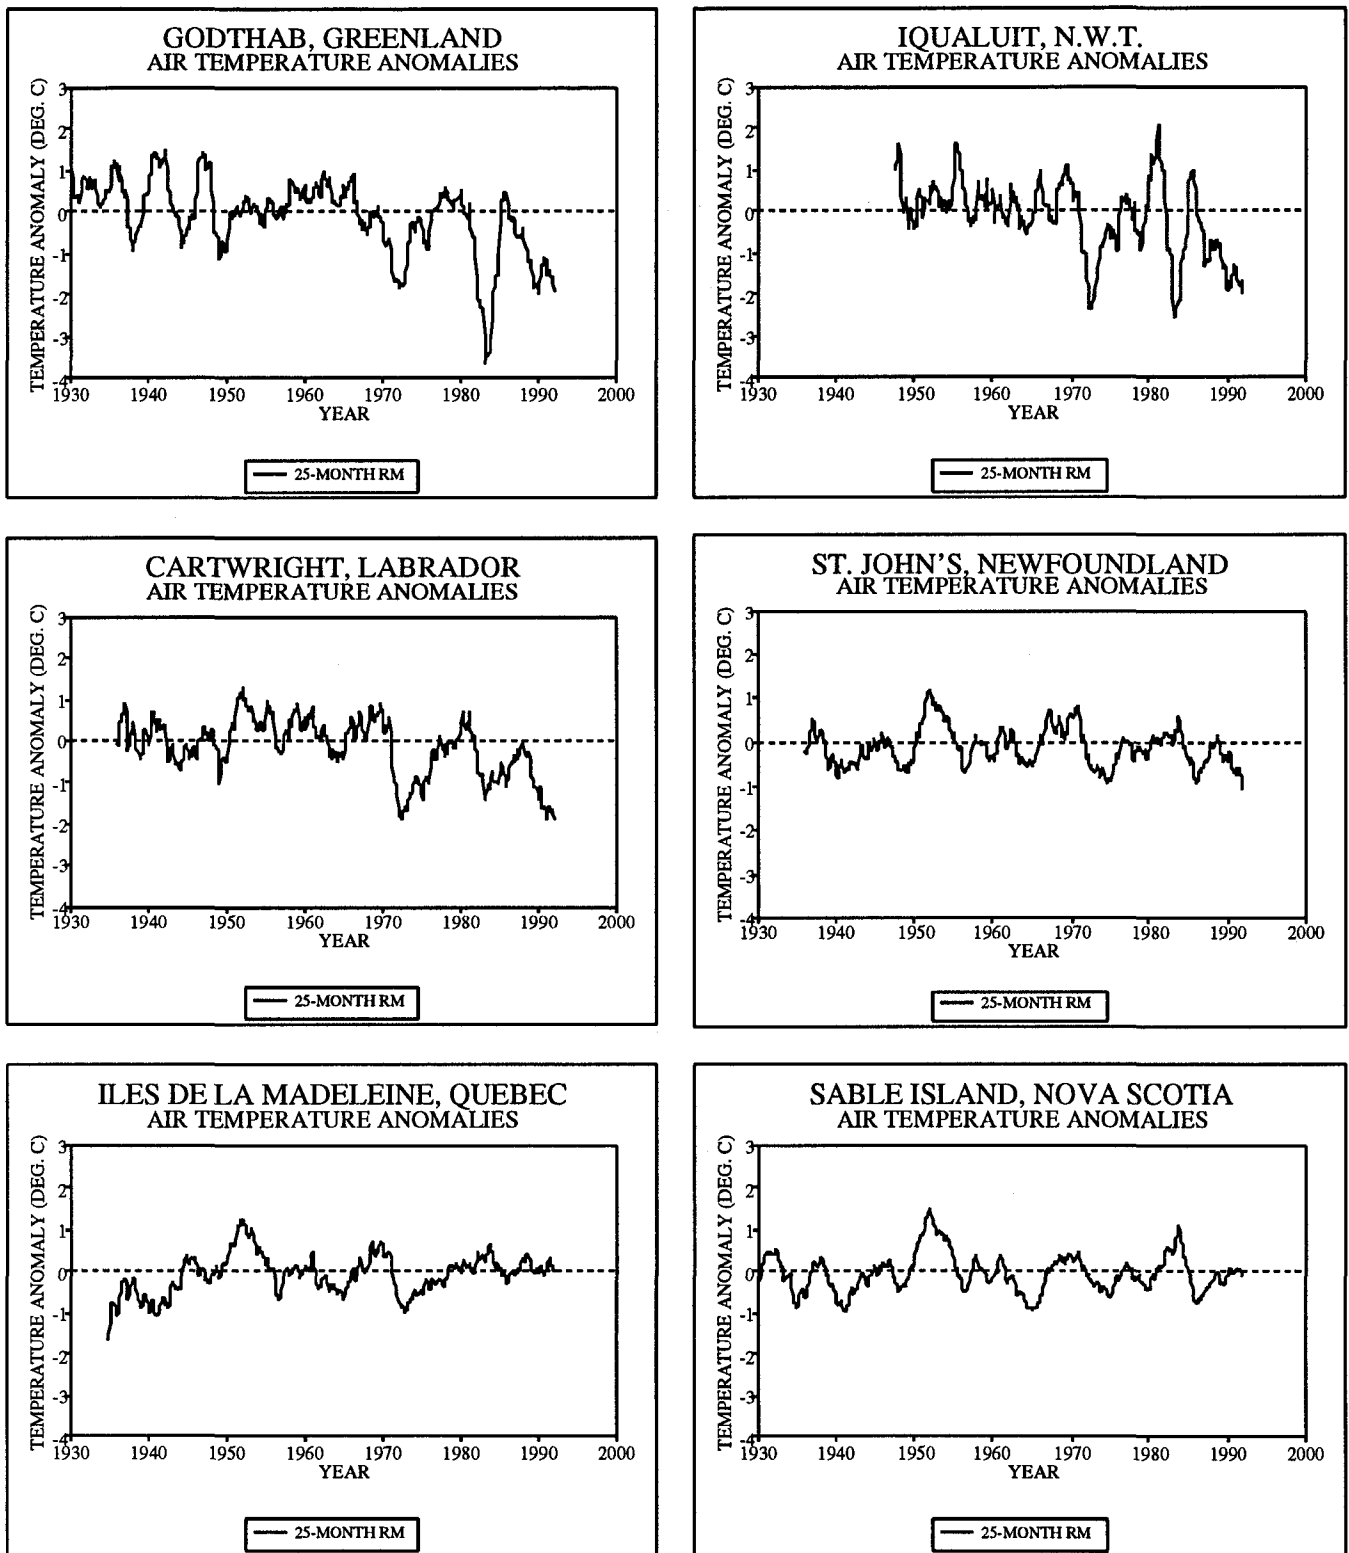 GODTHAB, GREENLAND
AIR TEMPERATURE ANOMALIES
TEMPERATURE ANOMALY (DEG. C)
3
2
1
0
-1
-2
-3
-4
1930 1940 1950 1960 1970 1980 1990 2000
YEAR
25-MONTH RM
IQUALUIT, N.W.T.
AIR TEMPERATURE ANOMALIES
TEMPERATURE ANOMALY (DEG. C)
3
2
1
0
-1
-2
-3
-4
1930 1940 1950 1960 1970 1980 1990 2000
YEAR
25-MONTH RM
CARTWRIGHT, LABRADOR
AIR TEMPERATURE ANOMALIES
TEMPERATURE ANOMALY (DEG. C)
3
2
1
0
-1
-2
-3
-4
1930 1940 1950 1960 1970 1980 1990 2000
YEAR
25-MONTH RM
ST. JOHN'S, NEWFOUNDLAND
AIR TEMPERATURE ANOMALIES
TEMPERATURE ANOMALY (DEG. C)
3
2
1
0
-1
-2
-3
-4
1930 1940 1950 1960 1970 1980 1990 2000
YEAR
25-MONTH RM
ILES DE LA MADELEINE, QUEBEC
AIR TEMPERATURE ANOMALIES
TEMPERATURE ANOMALY (DEG. C)
3
2
1
0
-1
-2
-3
-4
1930 1940 1950 1960 1970 1980 1990 2000
YEAR
25-MONTH RM
SABLE ISLAND, NOVA SCOTIA
AIR TEMPERATURE ANOMALIES
TEMPERATURE ANOMALY (DEG. C)
3
2
1
0
-1
-2
-3
-4
1930 1940 1950 1960 1970 1980 1990 2000
YEAR
25-MONTH RM